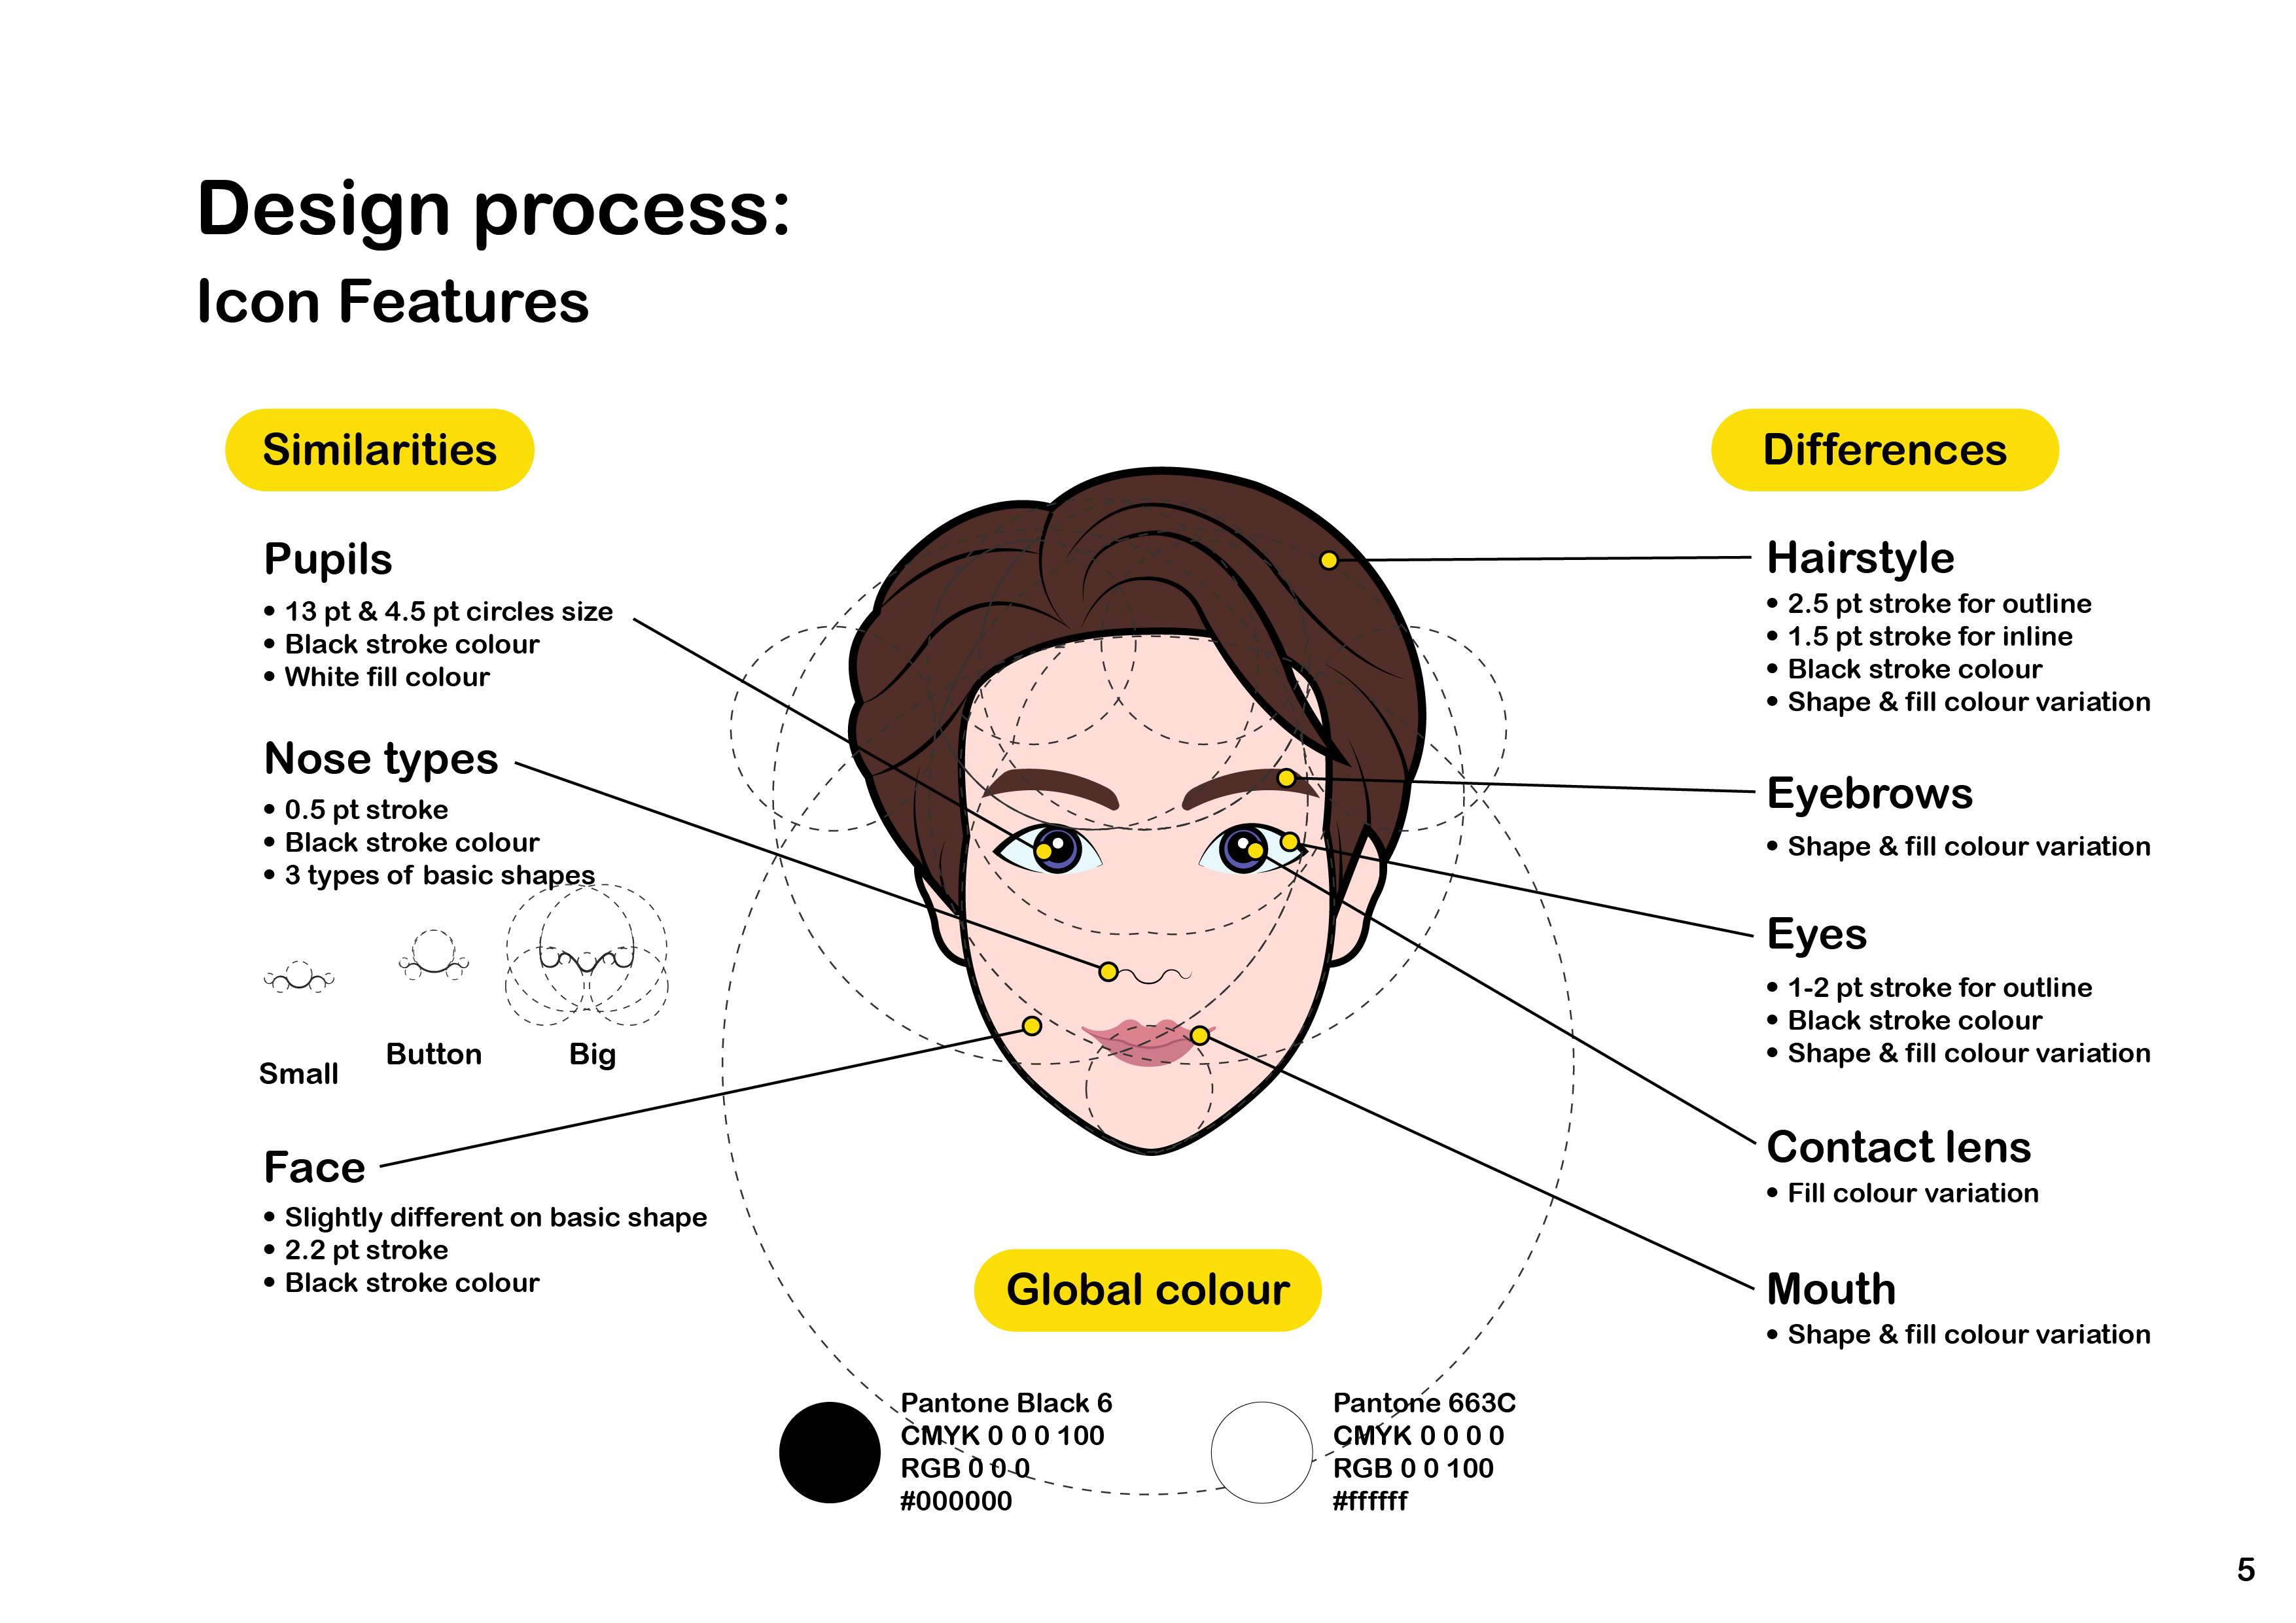 Design process:
Icon Features
Similarities
Pupils
• 13 pt & 4.5 pt circles size
• Black stroke colour
• White fill colour
Nose types
• 0.5 pt stroke
• Black stroke colour
• 3 types of basic shapes
Small
Button
Big
Face
• Slightly different on basic shape
• 2.2 pt stroke
• Black stroke colour
Differences
Hairstyle
• 2.5 pt stroke for outline
• 1.5 pt stroke for inline
• Black stroke colour
• Shape & fill colour variation
Eyebrows
• Shape & fill colour variation
Eyes
• 1-2 pt stroke for outline
• Black stroke colour
• Shape & fill colour variation
Contact lens
• Fill colour variation
Mouth
• Shape & fill colour variation
Global colour
Pantone Black 6
CMYK 0 0 0 100
RGB 0 0 0
#000000
Pantone 663C
CMYK 0 0 0 0
RGB 0 0 100
#ffffff
5